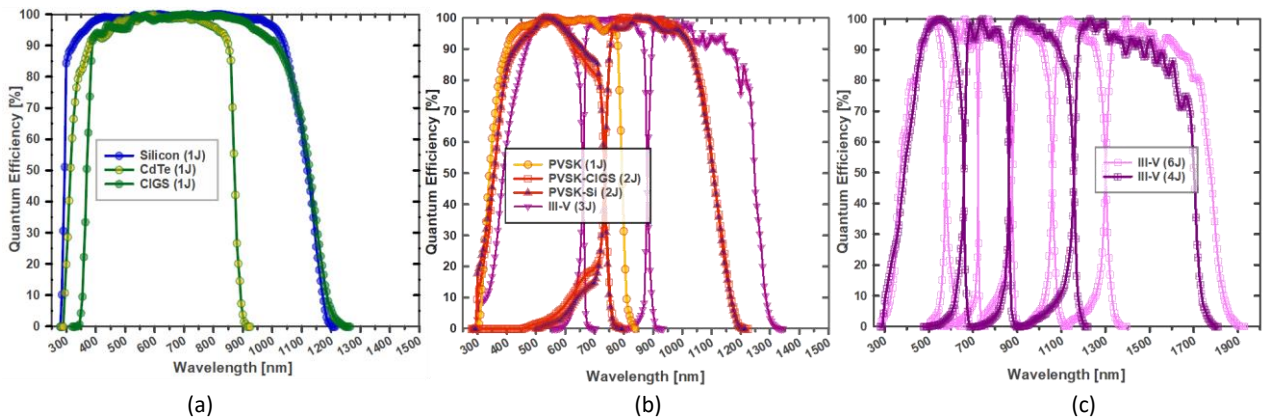 Quantum Efficiency [%]
100
90
80
70
60
50
40
30
20
10
0
Silicon (1J)
CdTe (1J)
CIGS (1J)
300 400 500 600 700 800 900 1000 1100 1200 1300 1400 1500
Wavelength [nm]
(a)
Quantum Efficiency [%]
100
90
80
70
60
50
40
30
20
10
0
PVSK (1J)
PVSK-CIGS (2J)
PVSK-Si (2J)
III-V (3J)
300 400 500 600 700 800 900 1000 1100 1200 1300 1400 1500
Wavelength [nm]
(b)
Quantum Efficiency [%]
100
90
80
70
60
50
40
30
20
10
0
III-V (6J)
III-V (4J)
300 500 700 900 1100 1300 1500 1700 1900
Wavelength [nm]
(c)